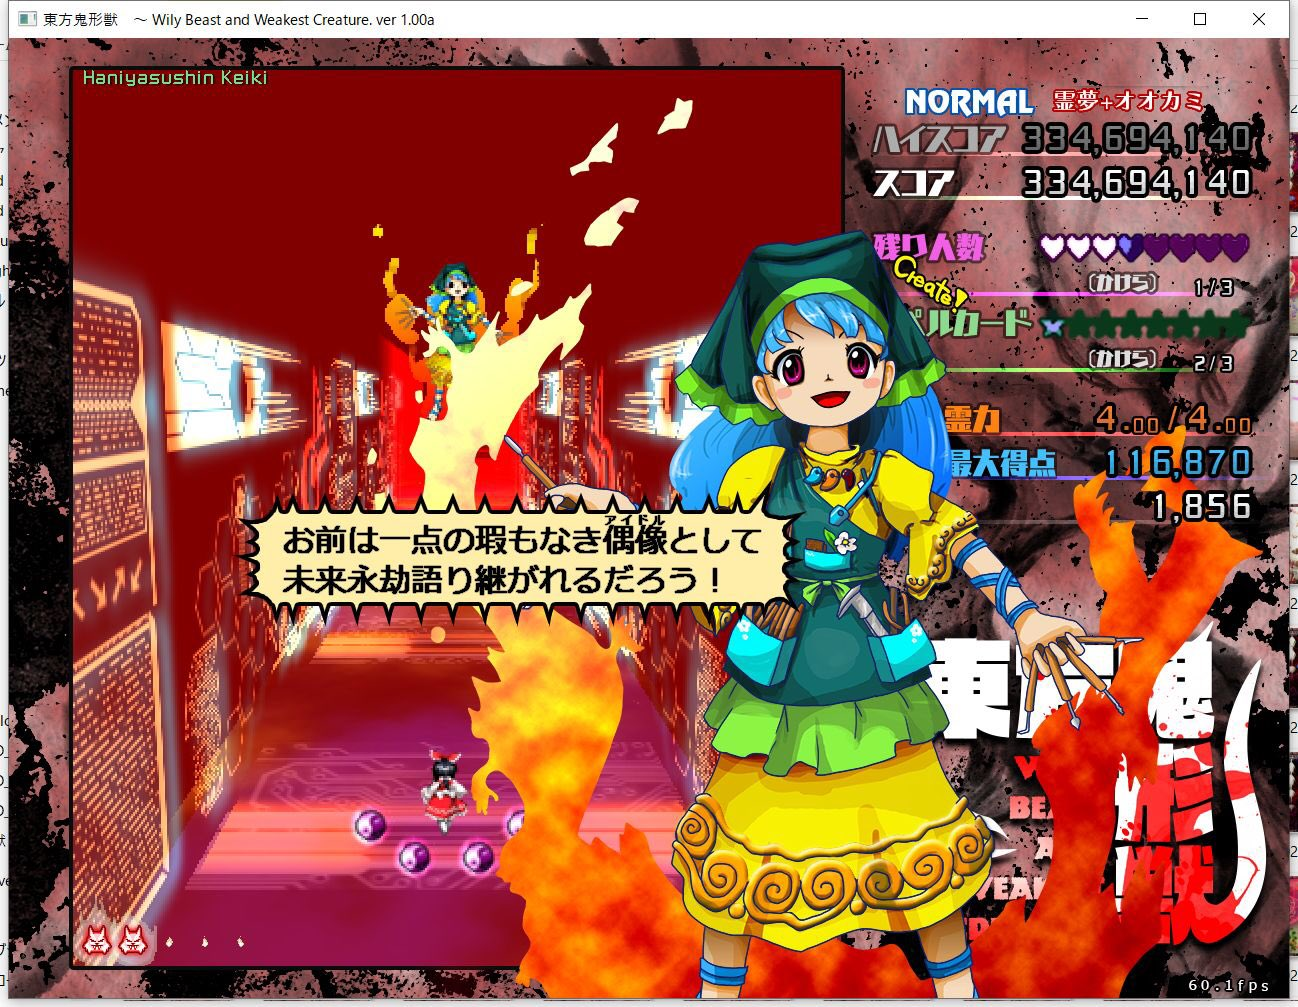 東方鬼形獣　～ Wily Beast and Weakest Creature. ver 1.00a
Haniyasushin Keiki
NORMAL 霊夢+オオカミ
ハイスコア 334,694,140
スコア 334,694,140
残り人数
(かけら) 1/3
Create!
ペルカード
(かけら) 2/3
霊力 4.00/4.00
最大得点 116,870
1,856
アイドル
お前は一点の瑕もなき偶像として
未来永劫語り継がれるだろう！
東方鬼
形
獣
60.1fps